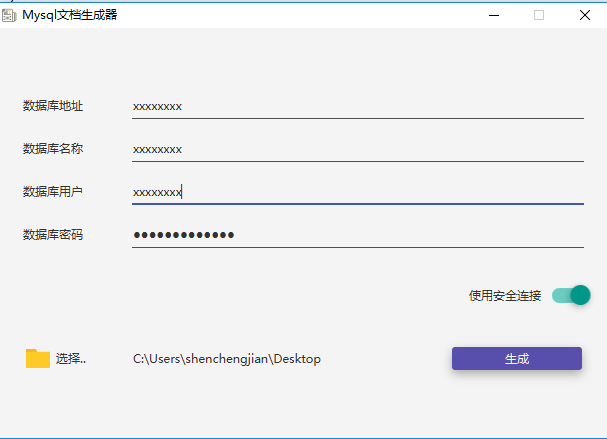 Mysql文档生成器
数据库地址 xxxxxxxx
数据库名称 xxxxxxxx
数据库用户 xxxxxxxx
数据库密码 ●●●●●●●●●●●●●
使用安全连接
选择.. C:\Users\shenchengjian\Desktop 生成